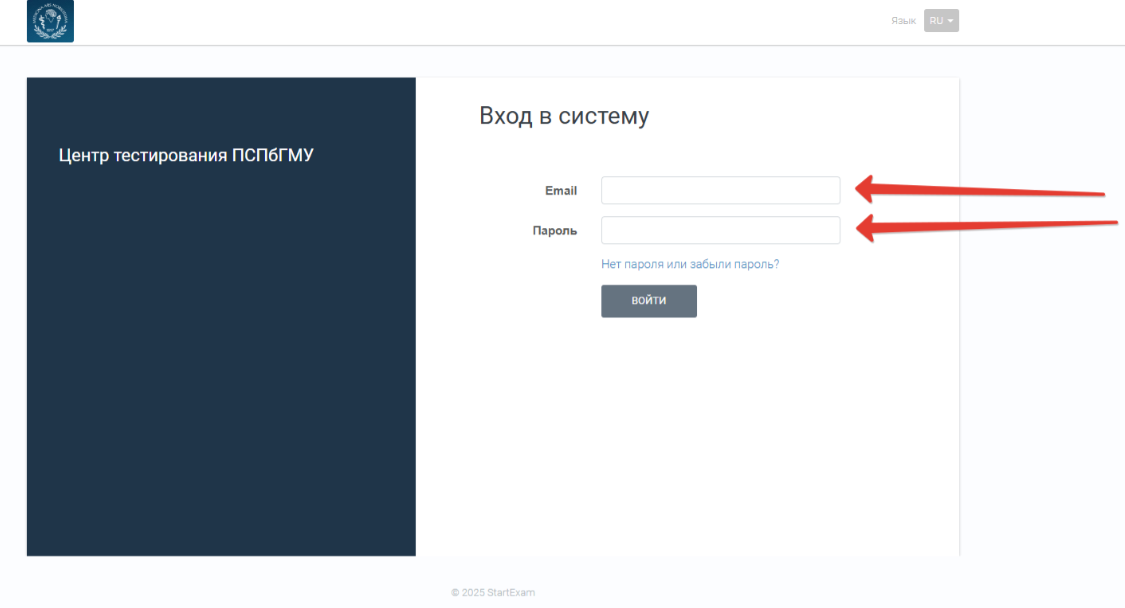 Язык RU
Вход в систему
Центр тестирования ПСПбГМУ
Email
Пароль
Нет пароля или забыли пароль?
ВОЙТИ
© 2025 StartExam